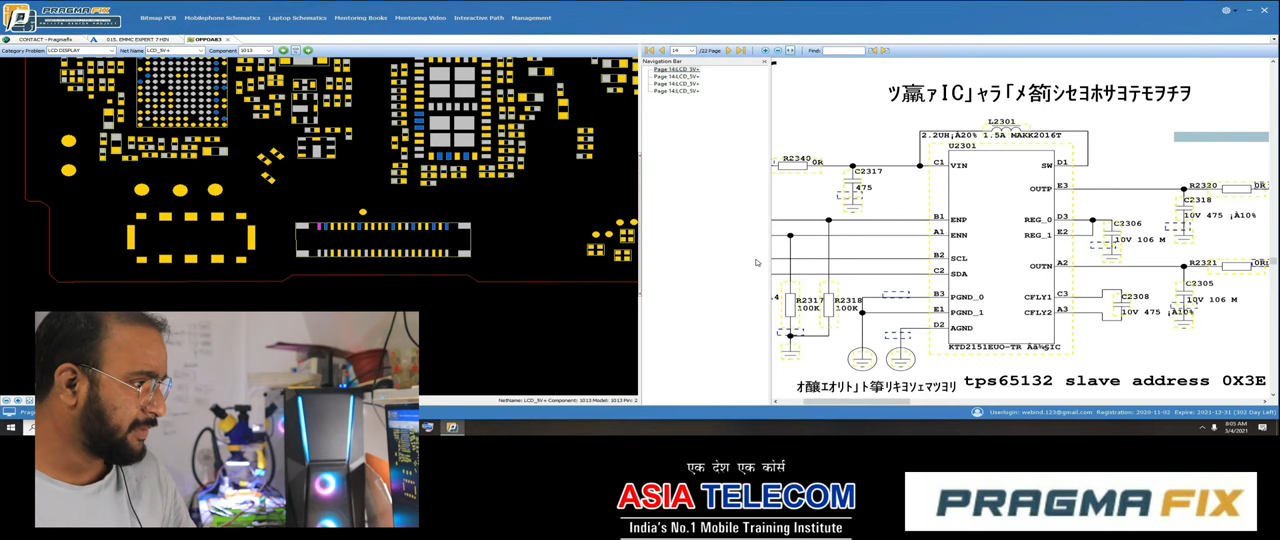 PRAGMA FIX
Bitmap PCB Mobilephone Schematics Laptop Schematics Mentoring Books Mentoring Video Interactive Path Management
CONTACT - Pragmafix 015. EMMC EXPERT 7 MIN OPPOAB3
Category Problem LCD DISPLAY Net Name LCD_5V+ Component 1013
14 /22 Page Find:
Navigation Bar
Page 14:LCD_5V+
Page 14:LCD_5V+
Page 14:LCD_5V+
Page 14:LCD_5V+
L2301
2.2UH¡À20% 1.5A MAKK2016T
U2301
R2340 0R
C1 VIN SW D1
C2317
475
OUTP E3
R2320
C2318
10V 475 ¡À10%
B1 ENP
REG_0 D3
C2306
A1 ENN
REG_1 E2
10V 106 M
B2 SCL
OUTN A2
R2321 0R
C2 SDA
C2305
10V 106 M
R2317
100K
R2318
100K
B3 PGND_0
CFLY1 C3
C2308
E1 PGND_1
CFLY2 A3
10V 475 ¡À10%
D2 AGND
tps65132 slave address 0X3E
NetName: LCD_5V+ Component: 1013 Model: 1013 Pin: 2
Userlogin: webind.123@gmail.com Registration: 2020-11-02 Expire: 2021-12-31 (302 Day Left)
8:05 AM
3/4/2021
एक देश एक कोर्स
ASIA TELECOM
India's No.1 Mobile Training Institute
PRAGMA FIX